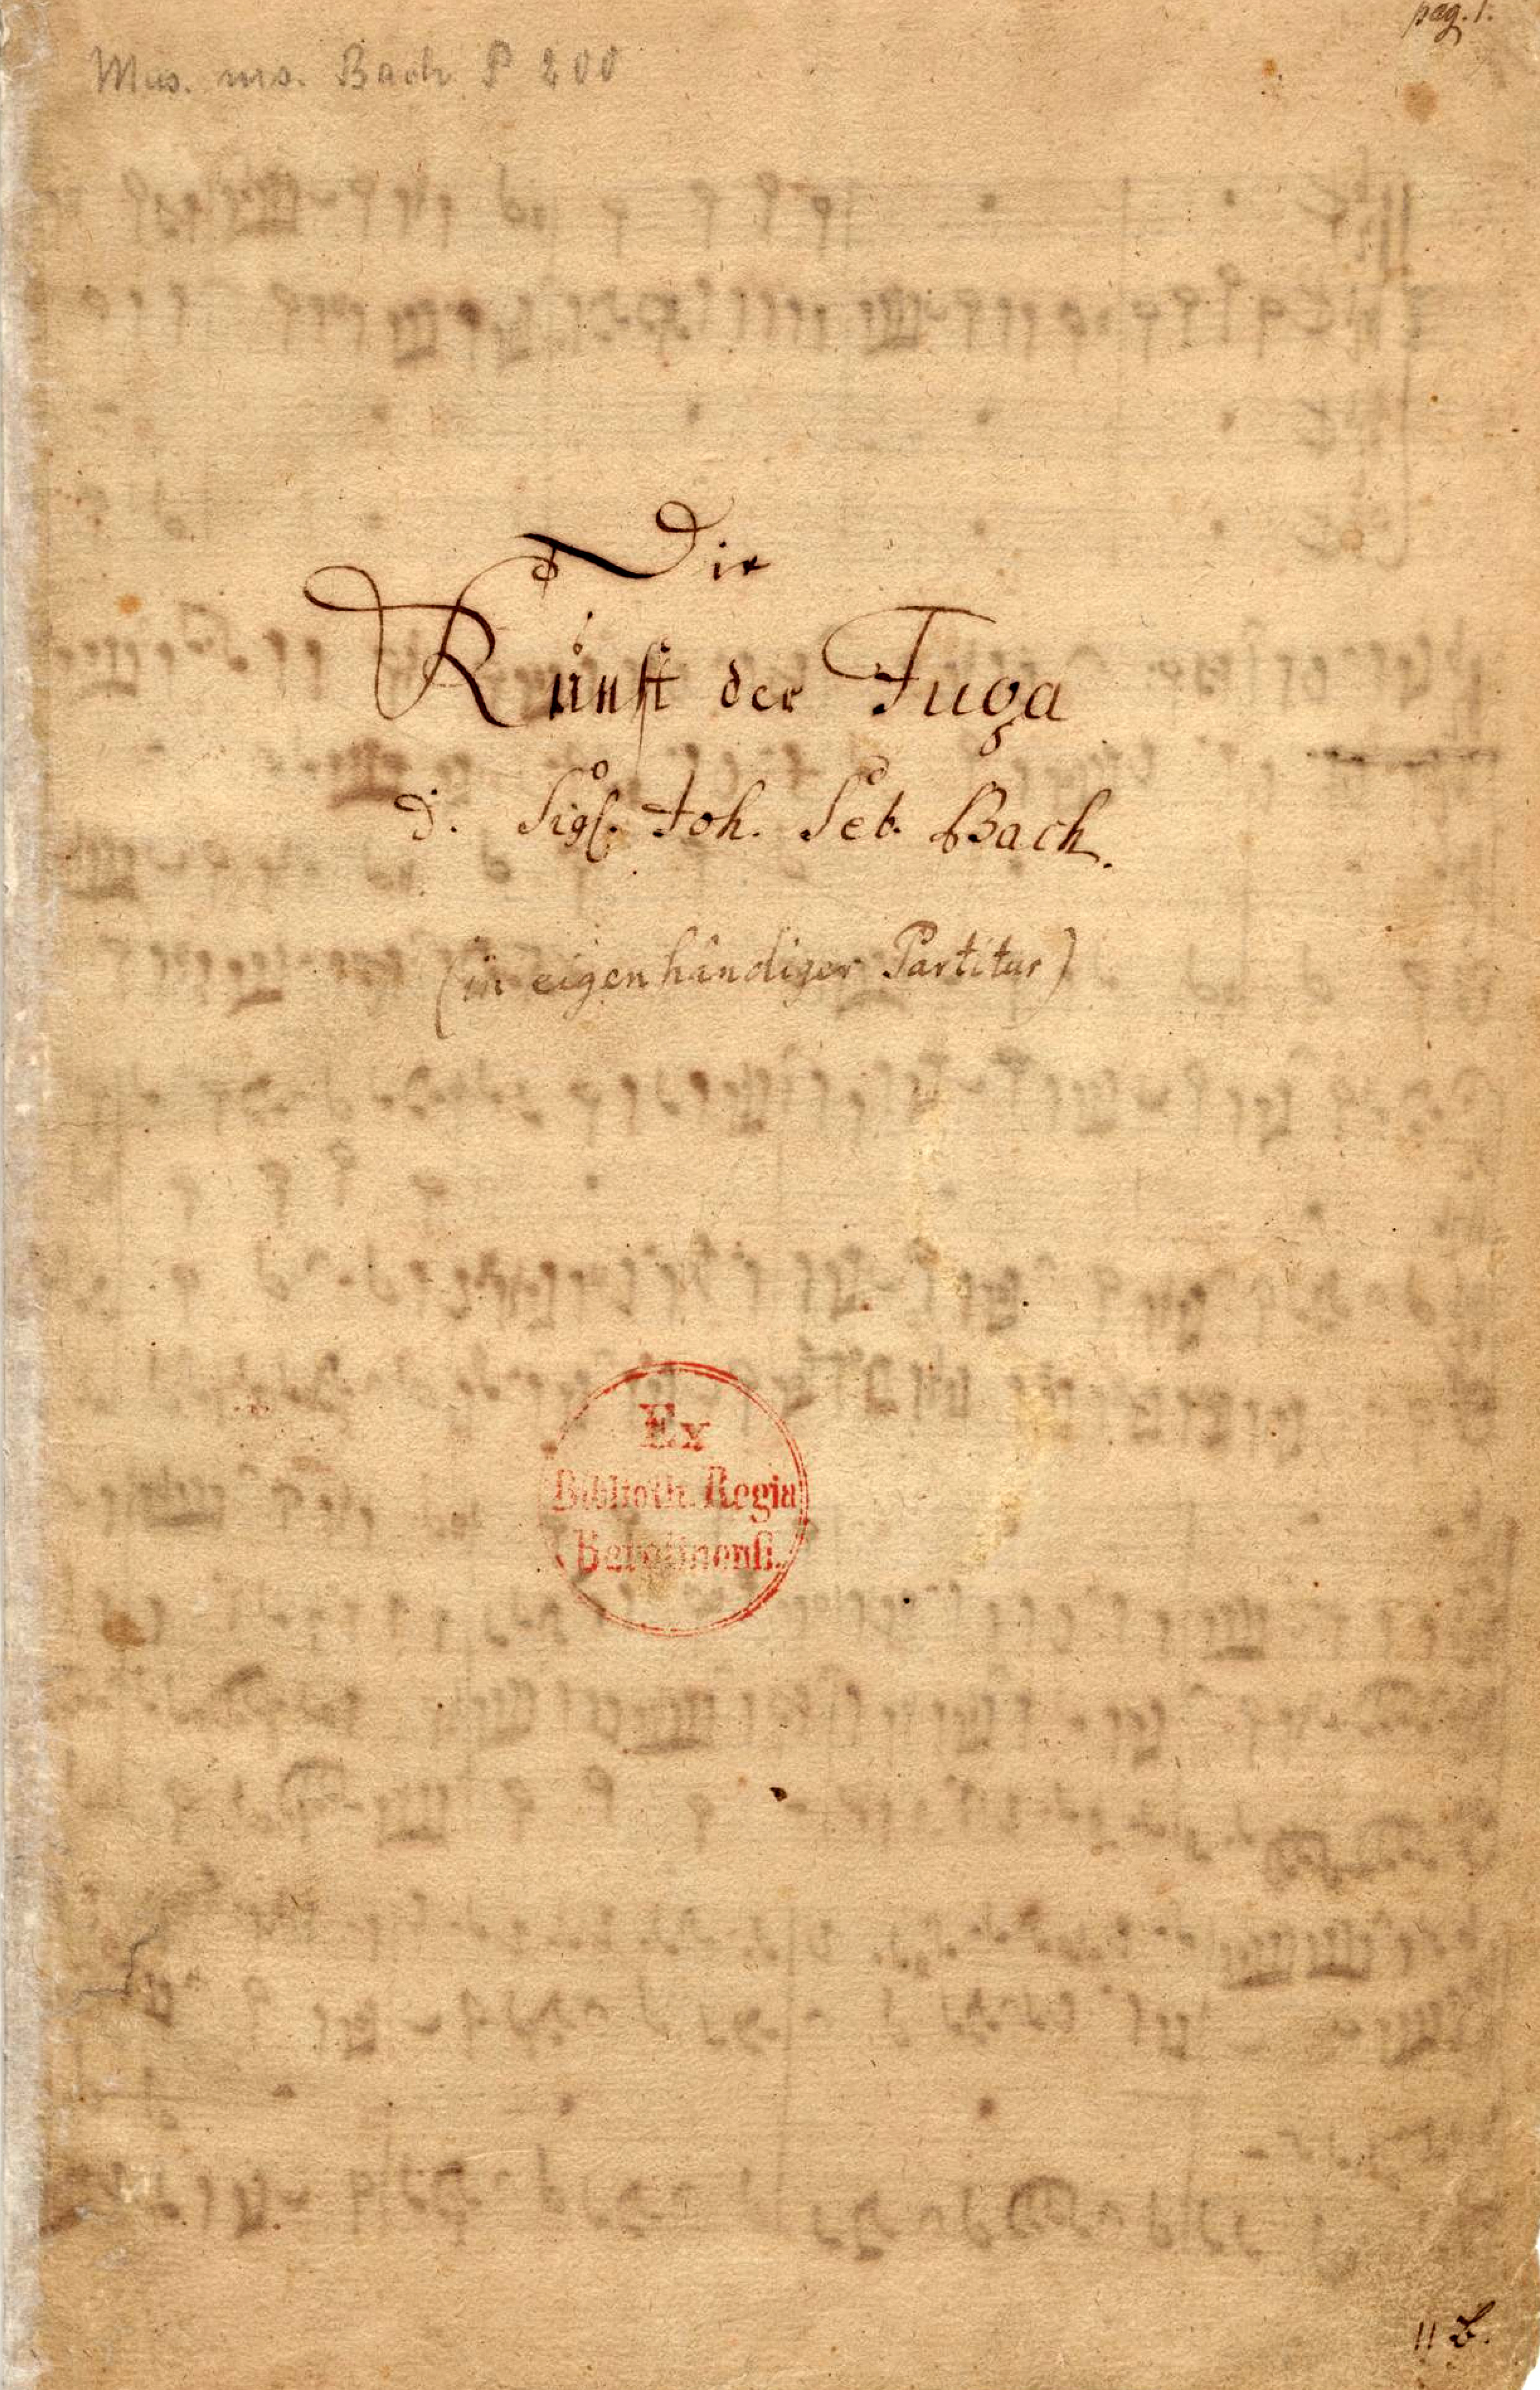 pag. 1.
Mus. ms. Bach P 200
Die
Kunst der Fuga
d. Sigl. Joh. Seb. Bach.
(in eigenhändiger Partitur)
Ex
Biblioth. Regia
Berolinensi.
11 B.